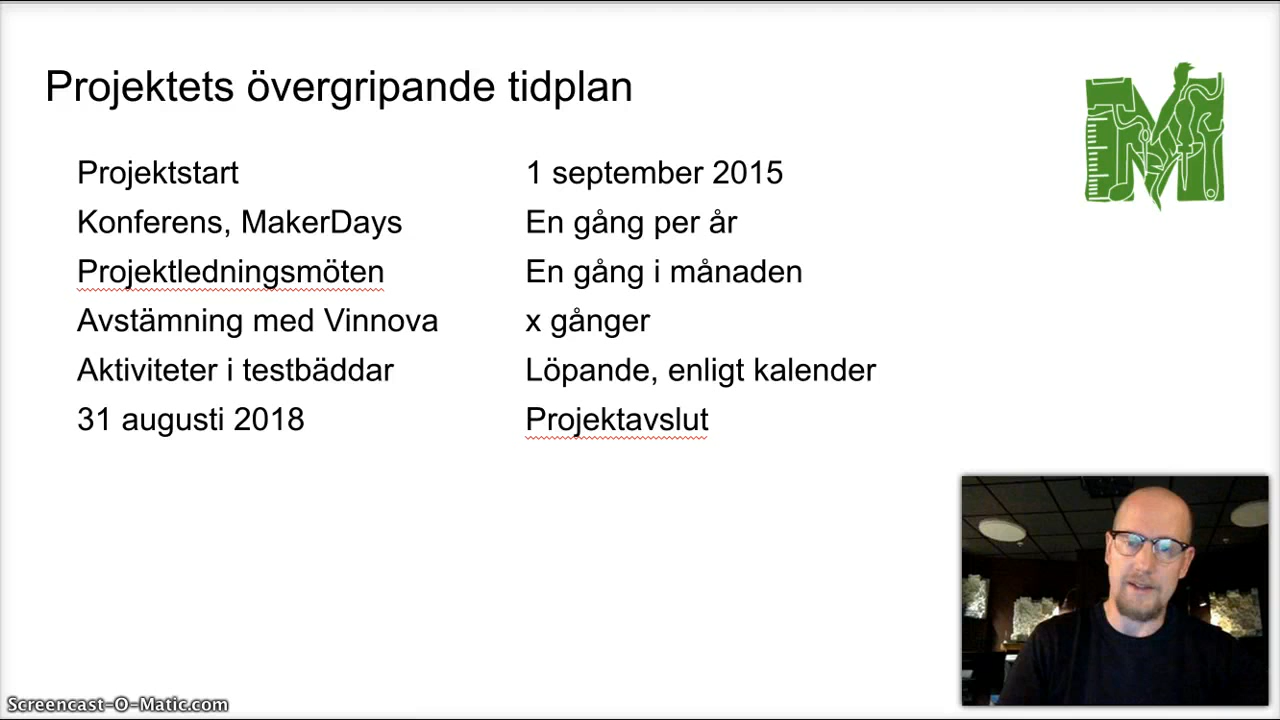 Projektets övergripande tidplan
Projektstart 1 september 2015
Konferens, MakerDays En gång per år
Projektledningsmöten En gång i månaden
Avstämning med Vinnova x gånger
Aktiviteter i testbäddar Löpande, enligt kalender
31 augusti 2018 Projektavslut
Screencast-O-Matic.com